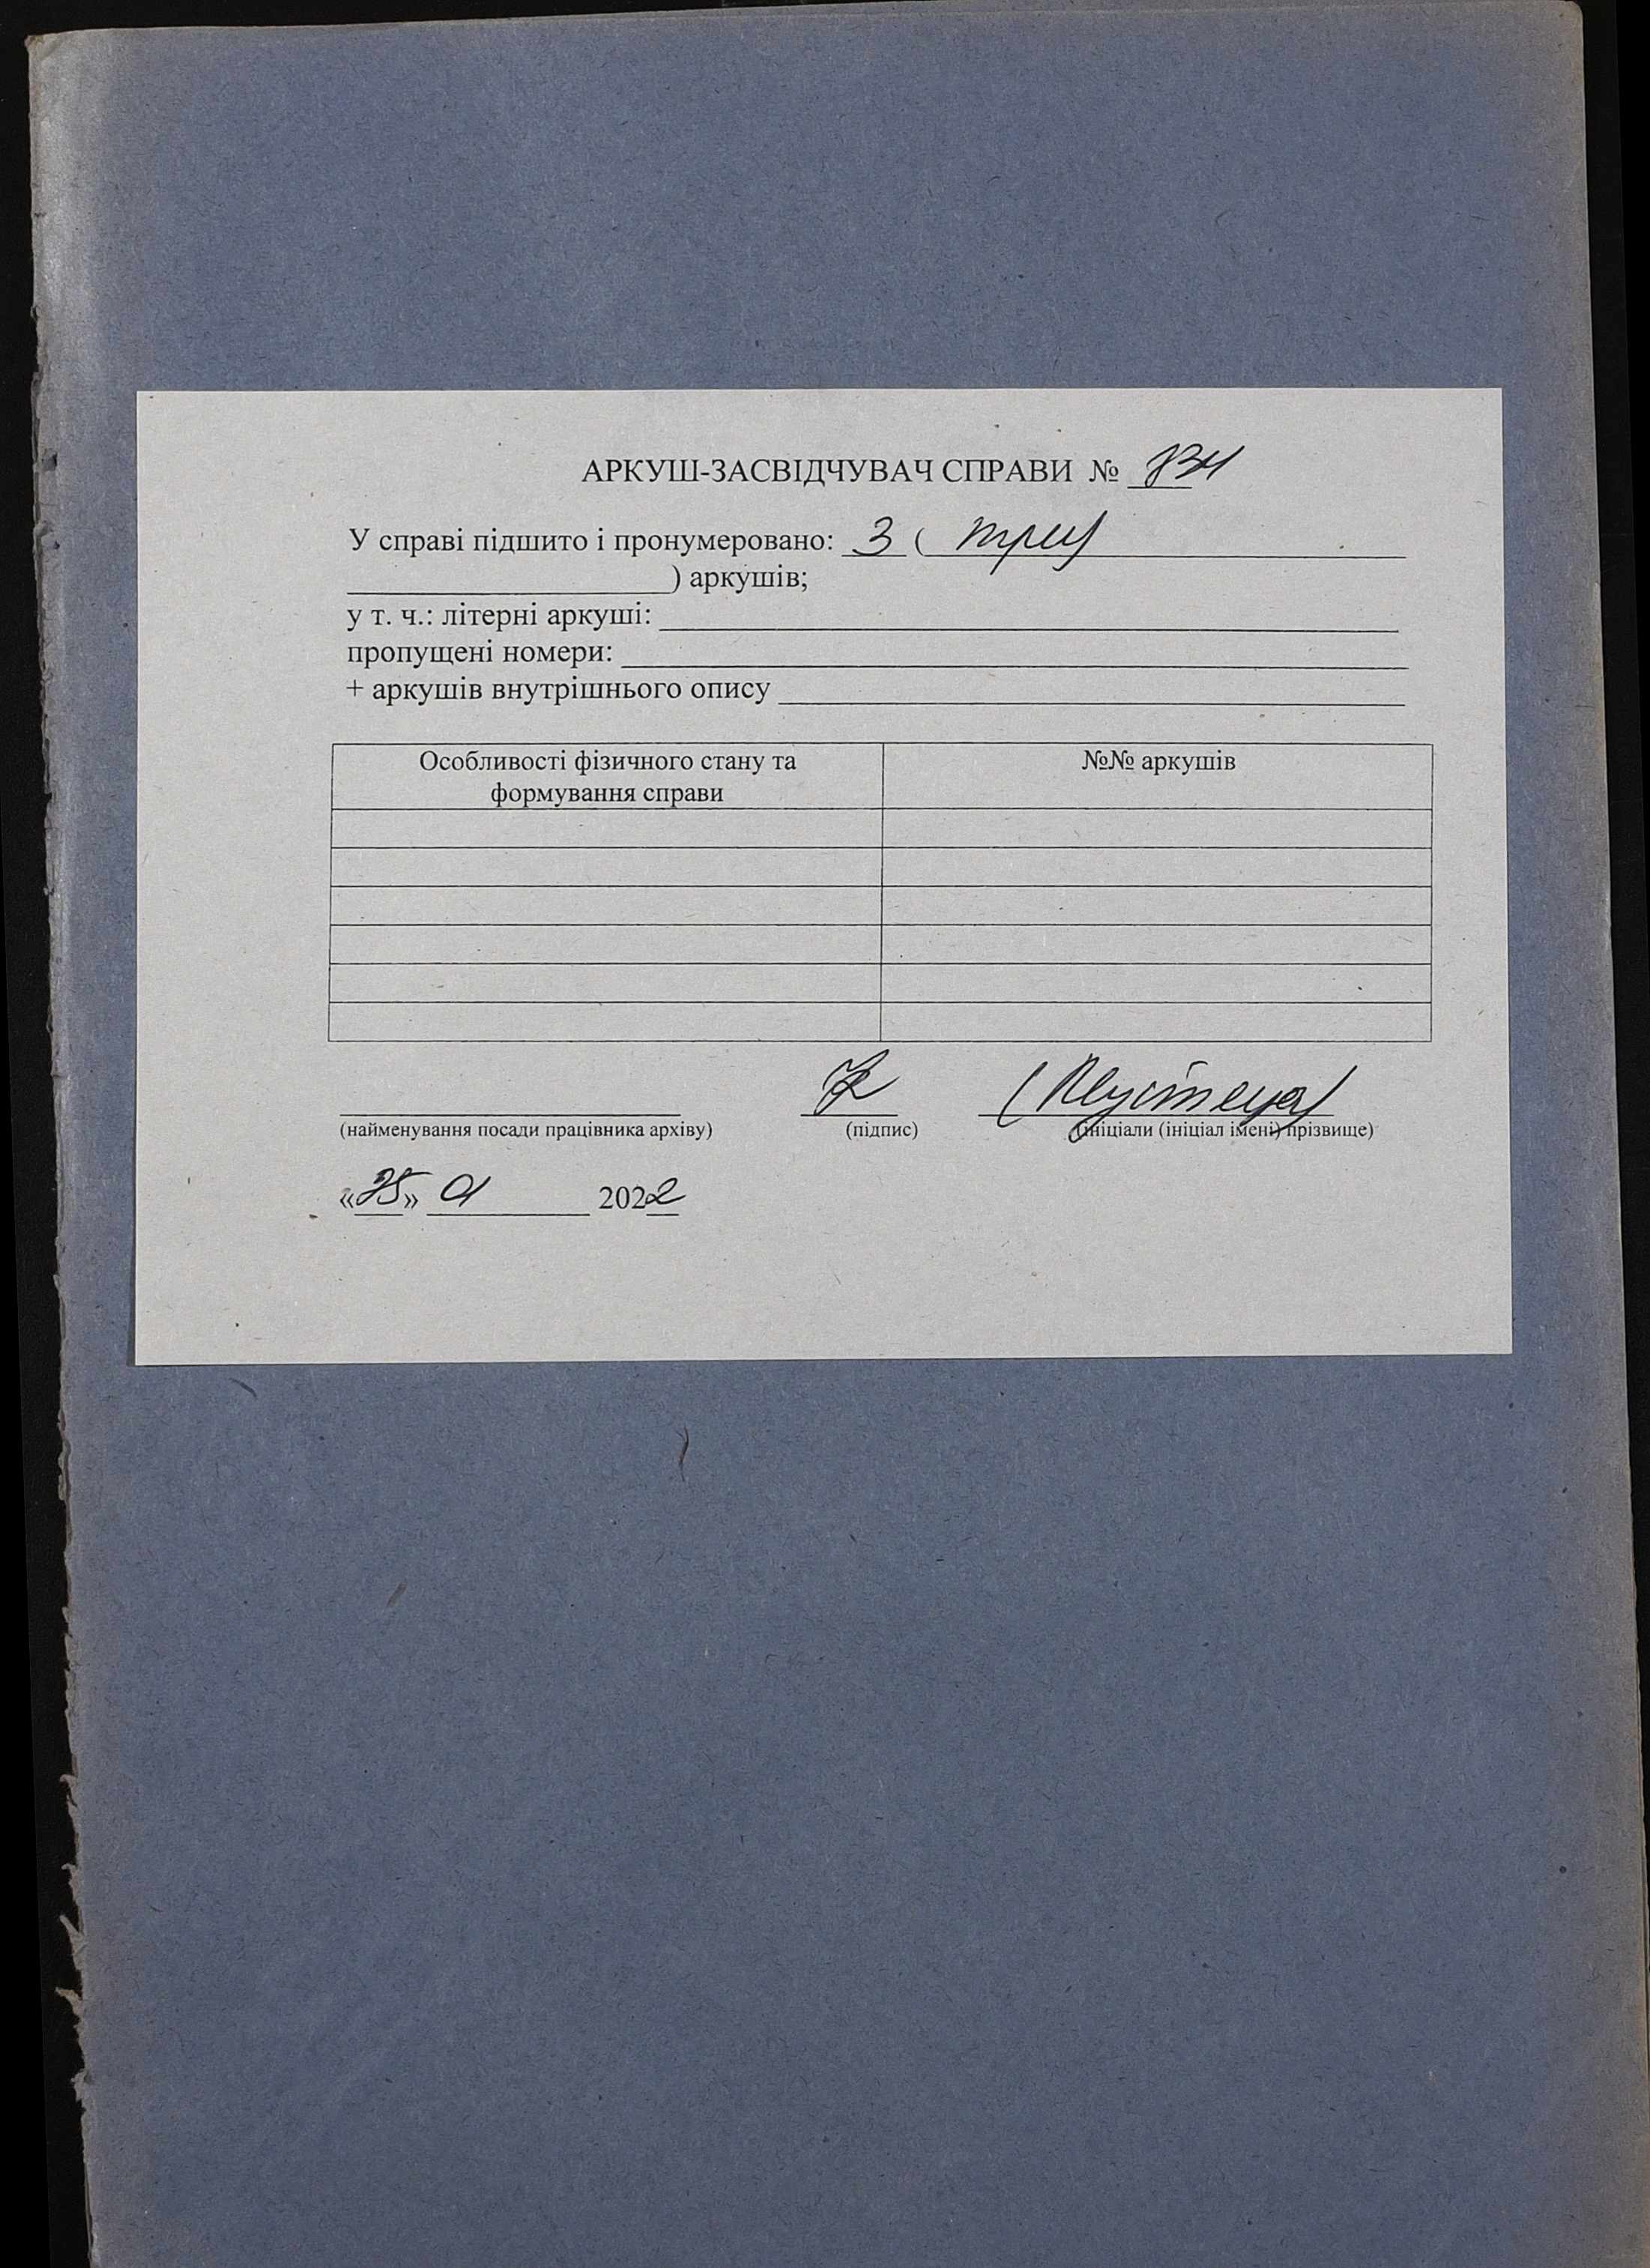 АРКУШ-ЗАСВІДЧУВАЧ СПРАВИ № 834
У справі підшито і пронумеровано: 3 ( три
) аркушів;
у т. ч.: літерні аркуші:
пропущені номери:
+ аркушів внутрішнього опису
Особливості фізичного стану та
формування справи
№№ аркушів
(найменування посади працівника архіву)
(підпис)
(ініціали (ініціал імені) прізвище)
«25» 01 2022